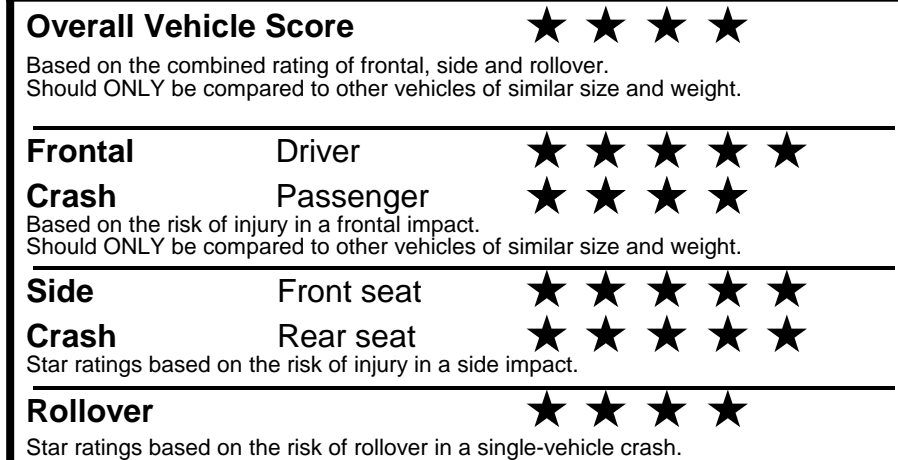 Overall Vehicle Score ★ ★ ★ ★
Based on the combined rating of frontal, side and rollover.
Should ONLY be compared to other vehicles of similar size and weight.
Frontal Driver ★ ★ ★ ★ ★
Crash Passenger ★ ★ ★ ★
Based on the risk of injury in a frontal impact.
Should ONLY be compared to other vehicles of similar size and weight.
Side Front seat ★ ★ ★ ★ ★
Crash Rear seat ★ ★ ★ ★ ★
Star ratings based on the risk of injury in a side impact.
Rollover ★ ★ ★ ★
Star ratings based on the risk of rollover in a single-vehicle crash.